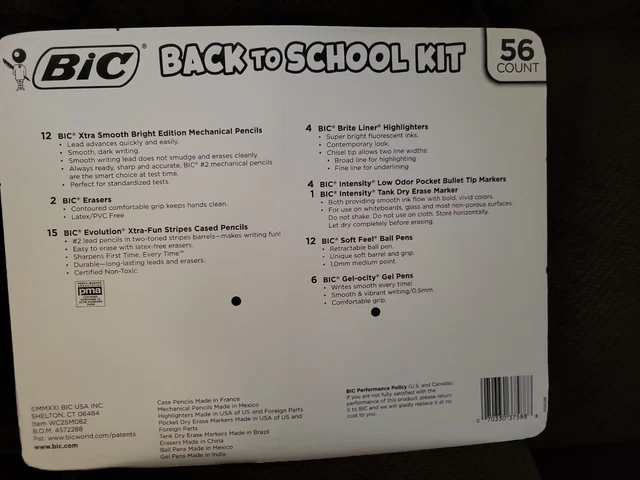 BIC®
BACK TO SCHOOL KIT
56
COUNT
12 BIC® Xtra Smooth Bright Edition Mechanical Pencils
• Lead advances quickly and easily.
• Smooth, dark writing.
• Smooth writing lead does not smudge and erases cleanly.
• Always ready, sharp and accurate, BIC® #2 mechanical pencils
are the smart choice at test time.
• Perfect for standardized tests.
2 BIC® Erasers
• Contoured comfortable grip keeps hands clean.
• Latex/PVC Free
15 BIC® Evolution® Xtra-Fun Stripes Cased Pencils
• #2 lead pencils in two-toned stripes barrels—makes writing fun!
• Easy to erase with latex-free erasers.
• Sharpens First Time, Every Time™
• Durable—long-lasting leads and erasers.
• Certified Non-Toxic.
pma
4 BIC® Brite Liner® Highlighters
• Super bright fluorescent inks.
• Contemporary look.
• Chisel tip allows two line widths:
• Broad line for highlighting
• Fine line for underlining
4 BIC® Intensity® Low Odor Pocket Bullet Tip Markers
1 BIC® Intensity® Tank Dry Erase Marker
• Both providing smooth ink flow with bold, vivid colors.
• For use on whiteboards, glass and most non-porous surfaces.
Do not shake. Do not use on cloth. Store horizontally.
Let dry completely before erasing.
12 BIC® Soft Feel® Ball Pens
• Retractable ball pen.
• Unique soft barrel and grip.
• 1.0mm medium point.
6 BIC® Gel-ocity® Gel Pens
• Writes smooth every time!
• Smooth & vibrant writing/0.5mm.
• Comfortable grip.
©MMXXI BIC USA INC.
SHELTON, CT 06484
Item WC2SM082
B.O.M. 4572288
Pat. www.bicworld.com/patents
www.bic.com
Case Pencils Made in France
Mechanical Pencils Made in Mexico
Highlighters Made in USA of US and Foreign Parts
Pocket Dry Erase Markers Made in USA of US and
Foreign Parts
Tank Dry Erase Markers Made in Brazil
Erasers Made in China
Ball Pens Made in Mexico
Gel Pens Made in India
BIC Performance Policy (U.S. and Canada):
If you are not fully satisfied with the
performance of this product, please return
it to BIC and we will gladly replace it at no
cost to you.
0 70330 37588 8